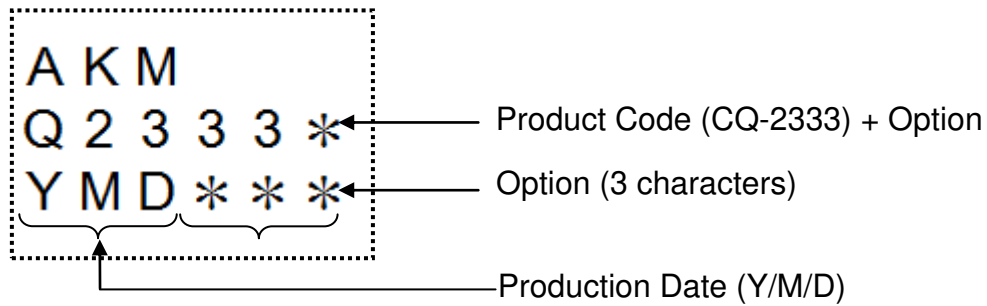 A K M
Q 2 3 3 3 * Product Code (CQ-2333) + Option
Y M D * * * Option (3 characters)
Production Date (Y/M/D)